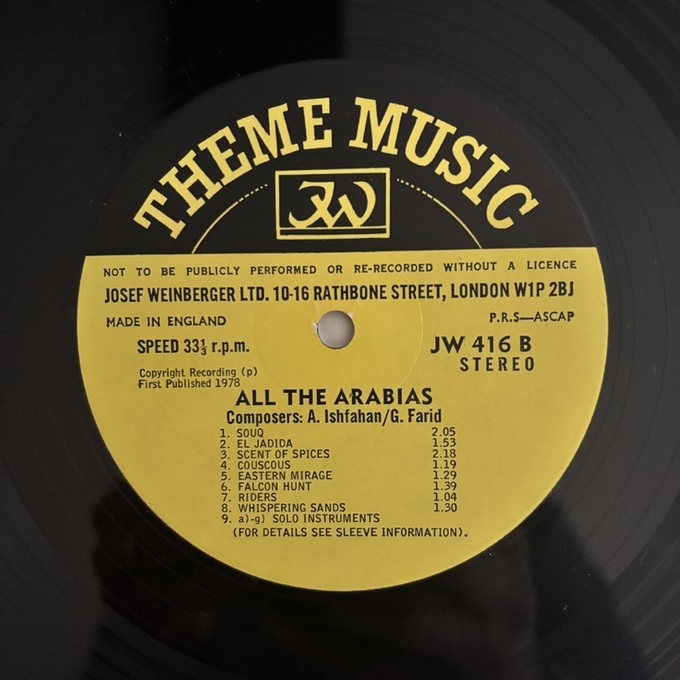 THEME MUSIC
JW
NOT TO BE PUBLICLY PERFORMED OR RE-RECORDED WITHOUT A LICENCE
JOSEF WEINBERGER LTD. 10-16 RATHBONE STREET, LONDON W1P 2BJ
MADE IN ENGLAND P.R.S—ASCAP
SPEED 33⅓ r.p.m. JW 416 B
STEREO
Copyright Recording (p)
First Published 1978
ALL THE ARABIAS
Composers: A. Ishfahan/G. Farid
1. SOUQ 2.05
2. EL JADIDA 1.53
3. SCENT OF SPICES 2.18
4. COUSCOUS 1.19
5. EASTERN MIRAGE 1.29
6. FALCON HUNT 1.39
7. RIDERS 1.04
8. WHISPERING SANDS 1.30
9. a)-g) SOLO INSTRUMENTS
(FOR DETAILS SEE SLEEVE INFORMATION).